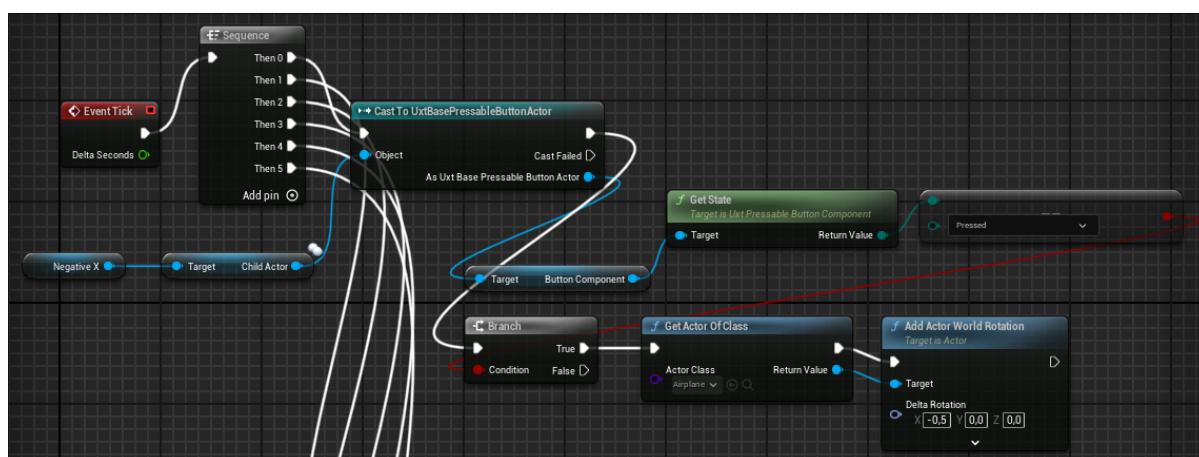 Sequence
Then 0
Then 1
Then 2
Then 3
Then 4
Then 5
Add pin
Event Tick
Delta Seconds
Cast To UxtBasePressableButtonActor
Object
Cast Failed
As Uxt Base Pressable Button Actor
Negative X
Target Child Actor
Get State
Target is Uxt Pressable Button Component
Target Return Value
==
Pressed
Target Button Component
Branch
True
Condition False
Get Actor Of Class
Actor Class Return Value
Airplane
Add Actor World Rotation
Target is Actor
Target
Delta Rotation
X -0,5 Y 0,0 Z 0,0